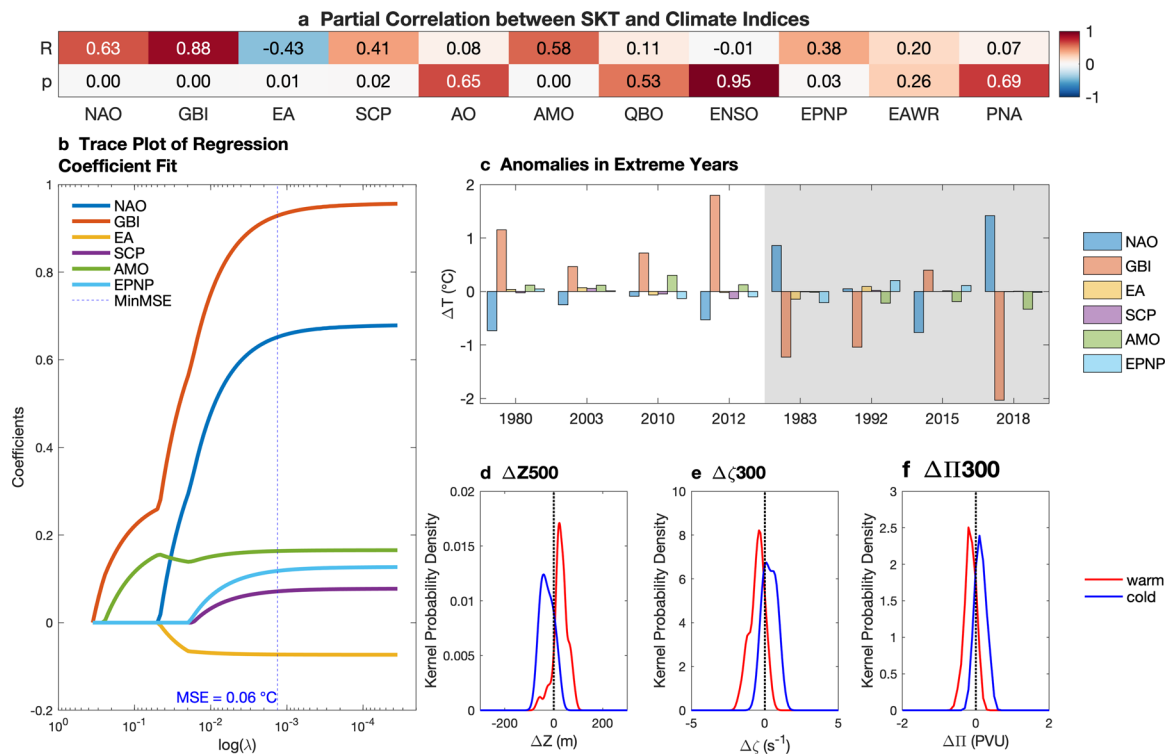 a Partial Correlation between SKT and Climate Indices
R 0.63 0.88 -0.43 0.41 0.08 0.58 0.11 -0.01 0.38 0.20 0.07
p 0.00 0.00 0.01 0.02 0.65 0.00 0.53 0.95 0.03 0.26 0.69
NAO GBI EA SCP AO AMO QBO ENSO EPNP EAWR PNA
1
0
-1
b Trace Plot of Regression
Coefficient Fit
Coefficients
1
0.8
0.6
0.4
0.2
0
-0.2
NAO
GBI
EA
SCP
AMO
EPNP
MinMSE
MSE = 0.06 °C
10⁰ 10⁻¹ 10⁻² 10⁻³ 10⁻⁴
log(λ)
c Anomalies in Extreme Years
ΔT (°C)
2
1
0
-1
-2
1980 2003 2010 2012 1983 1992 2015 2018
NAO
GBI
EA
SCP
AMO
EPNP
d ΔZ500
Kernel Probability Density
0.02
0.015
0.01
0.005
0
-200 0 200
ΔZ (m)
e Δζ300
Kernel Probability Density
10
8
6
4
2
0
-5 0 5
Δζ (s⁻¹)
f ΔΠ300
Kernel Probability Density
3
2.5
2
1.5
1
0.5
0
-2 0 2
ΔΠ (PVU)
warm
cold